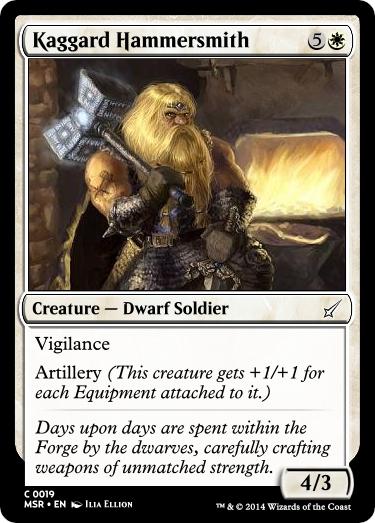 Kaggard Hammersmith 5
Creature — Dwarf Soldier
Vigilance
Artillery (This creature gets +1/+1 for
each Equipment attached to it.)
Days upon days are spent within the
Forge by the dwarves, carefully crafting
weapons of unmatched strength.
4/3
C 0019
MSR • EN Ilia Ellion
™ & © 2014 Wizards of the Coast